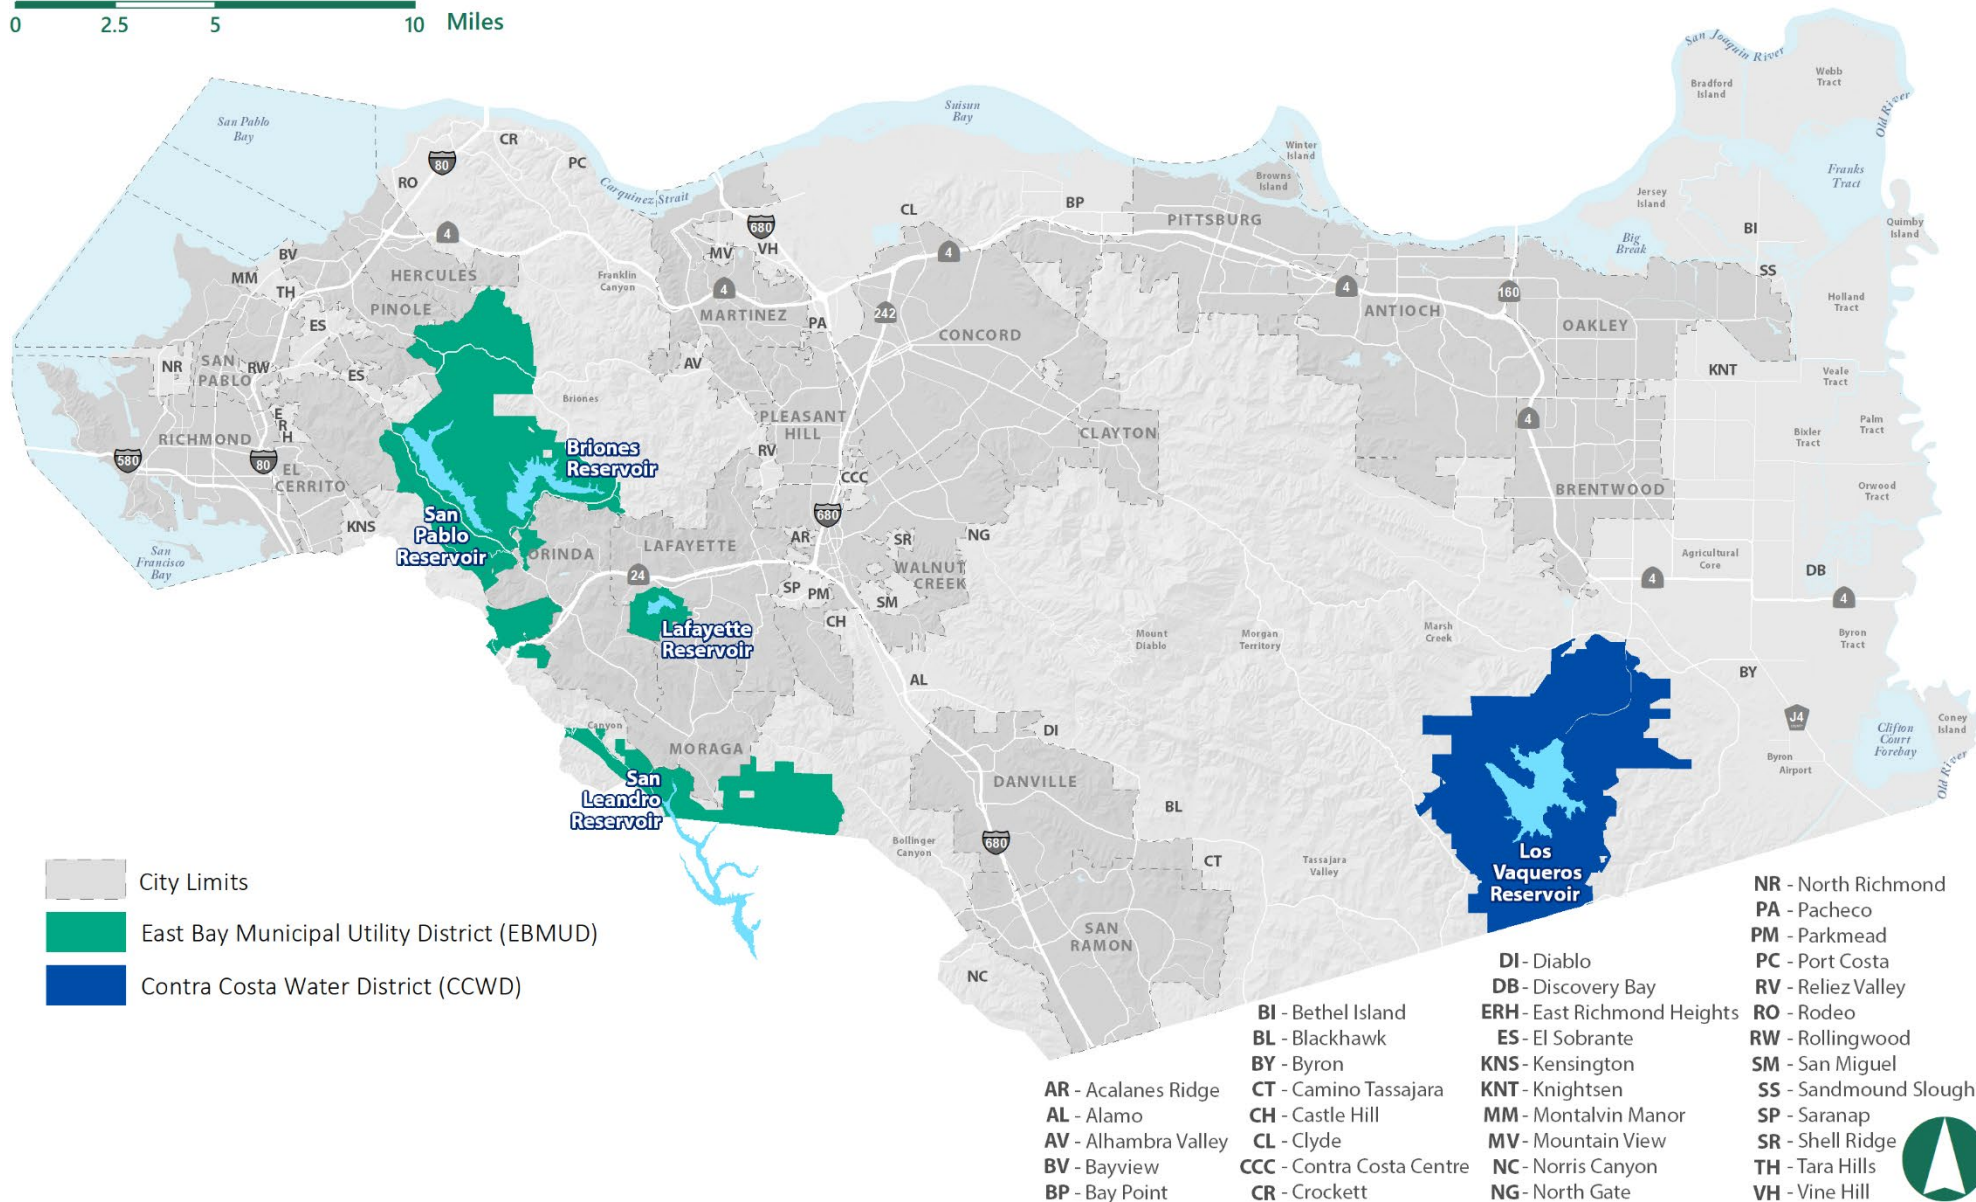 0 2.5 5 10 Miles
San Joaquin River
Webb
Tract
Bradford
Island
Old River
San Pablo
Bay
Suisun
Bay
CR
80
PC
RO
Carquinez Strait
Winter
Island
Browns
Island
Franks
Tract
Jersey
Island
CL
BP
PITTSBURG
680
4
BV
MV
VH
4
BI
Quimby
Island
Big
Break
MM
TH
HERCULES
Franklin
Canyon
4
SS
PINOLE
ES
MARTINEZ
PA
242
CONCORD
4
ANTIOCH
160
OAKLEY
Holland
Tract
NR
SAN
PABLO
RW
ES
AV
KNT
Veale
Tract
Briones
PLEASANT
HILL
CLAYTON
4
Palm
Tract
Bixler
Tract
E
R
H
RICHMOND
580
80
EL
CERRITO
Briones
Reservoir
RV
CCC
BRENTWOOD
Orwood
Tract
KNS
San
Pablo
Reservoir
680
San
Francisco
Bay
ORINDA
LAFAYETTE
AR
SR
NG
WALNUT
CREEK
Agricultural
Core
24
SP
PM
SM
4
DB
4
Lafayette
Reservoir
CH
Mount
Diablo
Morgan
Territory
Marsh
Creek
Byron
Tract
AL
BY
Canyon
MORAGA
DI
J4
Clifton
Court
Forebay
Coney
Island
Old River
Byron
Airport
San
Leandro
Reservoir
DANVILLE
BL
680
Bollinger
Canyon
CT
Tassajara
Valley
Los
Vaqueros
Reservoir
SAN
RAMON
NC
City Limits
East Bay Municipal Utility District (EBMUD)
Contra Costa Water District (CCWD)
AR - Acalanes Ridge
AL - Alamo
AV - Alhambra Valley
BV - Bayview
BP - Bay Point
BI - Bethel Island
BL - Blackhawk
BY - Byron
CT - Camino Tassajara
CH - Castle Hill
CL - Clyde
CCC - Contra Costa Centre
CR - Crockett
DI - Diablo
DB - Discovery Bay
ERH - East Richmond Heights
ES - El Sobrante
KNS - Kensington
KNT - Knightsen
MM - Montalvin Manor
MV - Mountain View
NC - Norris Canyon
NG - North Gate
NR - North Richmond
PA - Pacheco
PM - Parkmead
PC - Port Costa
RV - Reliez Valley
RO - Rodeo
RW - Rollingwood
SM - San Miguel
SS - Sandmound Slough
SP - Saranap
SR - Shell Ridge
TH - Tara Hills
VH - Vine Hill